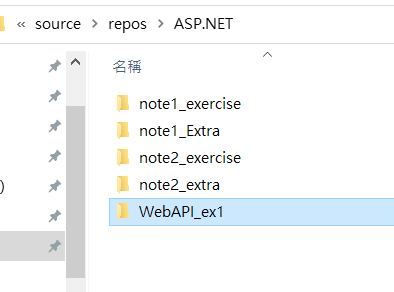 « source > repos > ASP.NET
名稱
note1_exercise
note1_Extra
note2_exercise
note2_extra
)
WebAPI_ex1